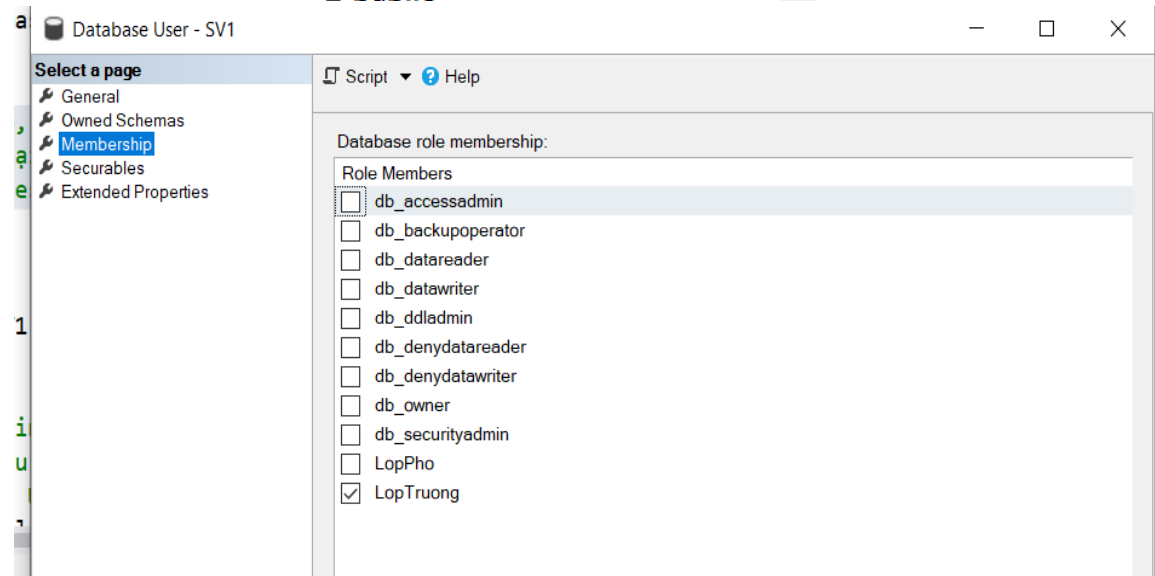 Database User - SV1
Select a page
Script Help
General
Owned Schemas
Membership
Securables
Extended Properties
Database role membership:
Role Members
db_accessadmin
db_backupoperator
db_datareader
db_datawriter
db_ddladmin
db_denydatareader
db_denydatawriter
db_owner
db_securityadmin
LopPho
LopTruong